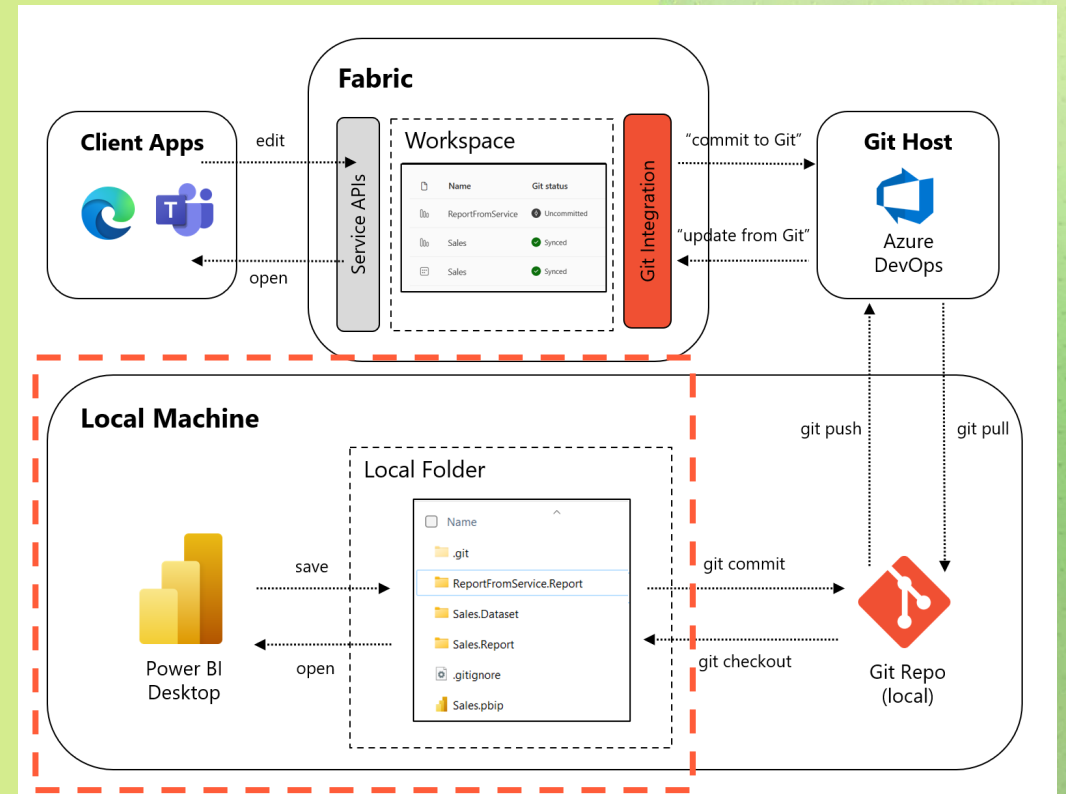 Fabric
Client Apps
edit
open
Service APIs
Workspace
Name Git status
ReportFromService Uncommitted
Sales Synced
Sales Synced
Git Integration
"commit to Git"
"update from Git"
Git Host
Azure
DevOps
Local Machine
git push
git pull
Local Folder
Name
.git
ReportFromService.Report
Sales.Dataset
Sales.Report
.gitignore
Sales.pbip
save
open
Power BI
Desktop
git commit
git checkout
Git Repo
(local)